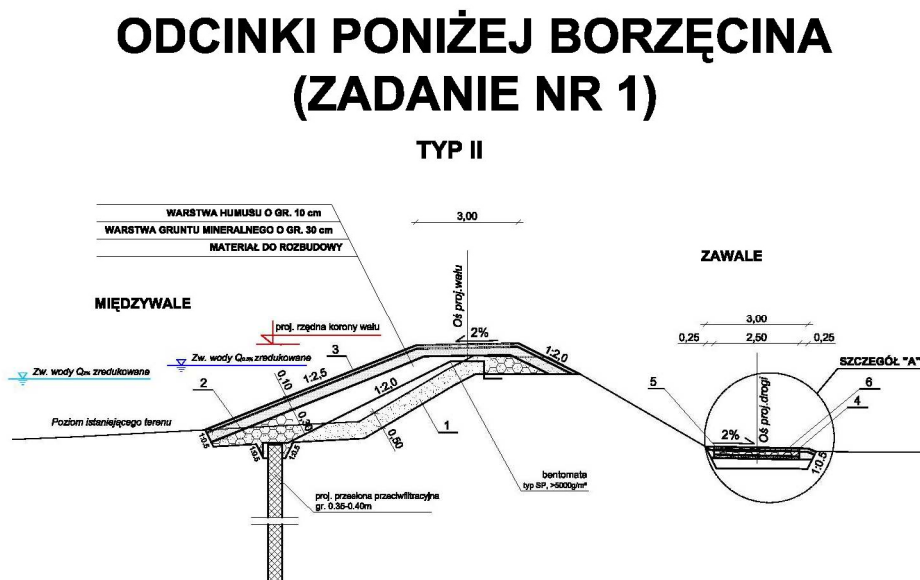 ODCINKI PONIŻEJ BORZĘCINA
(ZADANIE NR 1)
TYP II
WARSTWA HUMUSU O GR. 10 cm
WARSTWA GRUNTU MINERALNEGO O GR. 30 cm
MATERIAŁ DO ROZBUDOWY
3,00
ZAWALE
MIĘDZYWALE
Oś proj.wału
proj. rzędna korony wału
2%
3,00
0,25 2,50 0,25
Zw. wody Q0,3% zredukowane
3
1:2,0
SZCZEGÓŁ "A"
Zw. wody Q1% zredukowane
2
0,10
1:2,5
1:2,0
5
6
4
Oś proj.drogi
Poziom istaniejącego terenu
0,30
0,50
1
2%
1:0.5
1:0.5
1:0.5
1:0.5
bentomata
typ SP, >5000g/m²
proj. przesłona przeciwfiltracyjna
gr. 0.35-0.40m